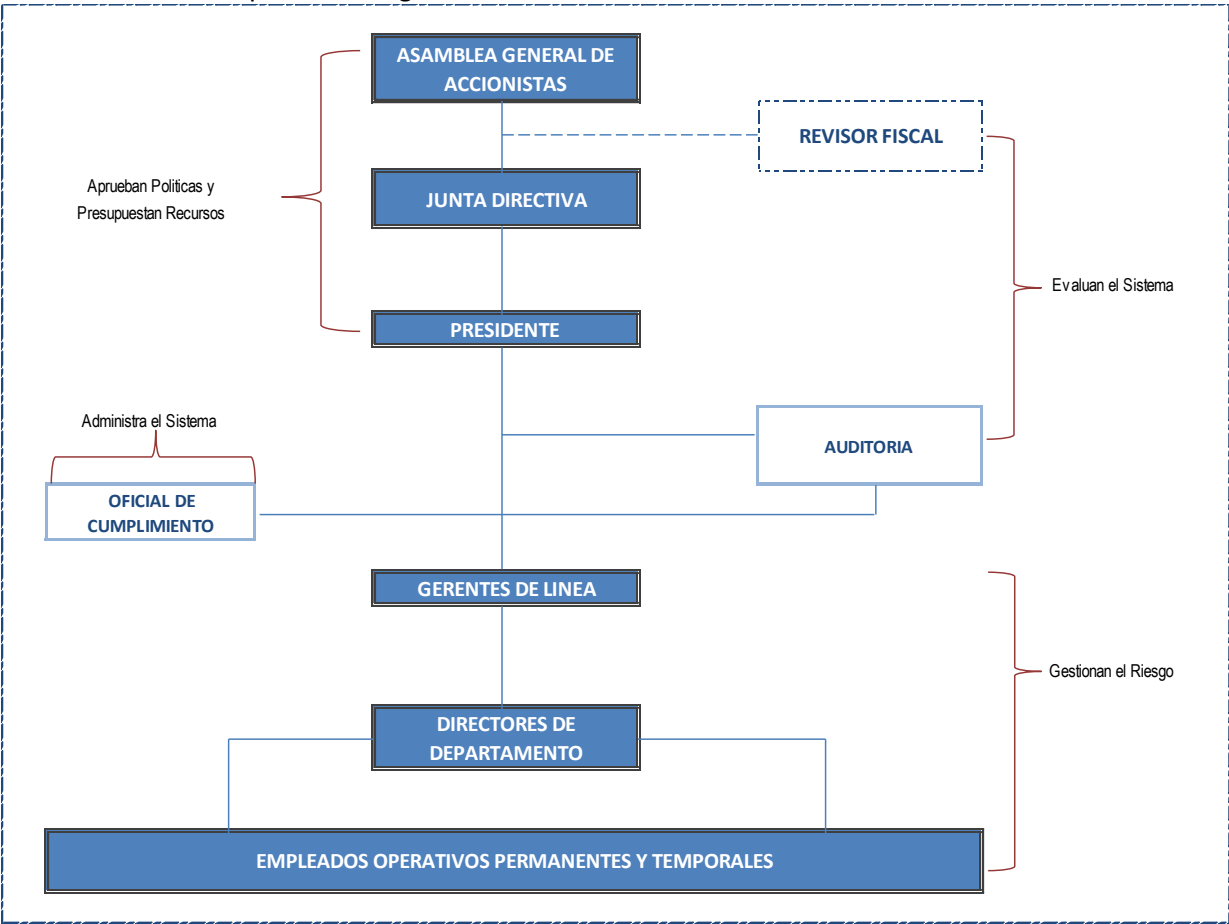 ASAMBLEA GENERAL DE
ACCIONISTAS
REVISOR FISCAL
Aprueban Politicas y
Presupuestan Recursos
JUNTA DIRECTIVA
Evaluan el Sistema
PRESIDENTE
Administra el Sistema
AUDITORIA
OFICIAL DE
CUMPLIMIENTO
GERENTES DE LINEA
Gestionan el Riesgo
DIRECTORES DE
DEPARTAMENTO
EMPLEADOS OPERATIVOS PERMANENTES Y TEMPORALES